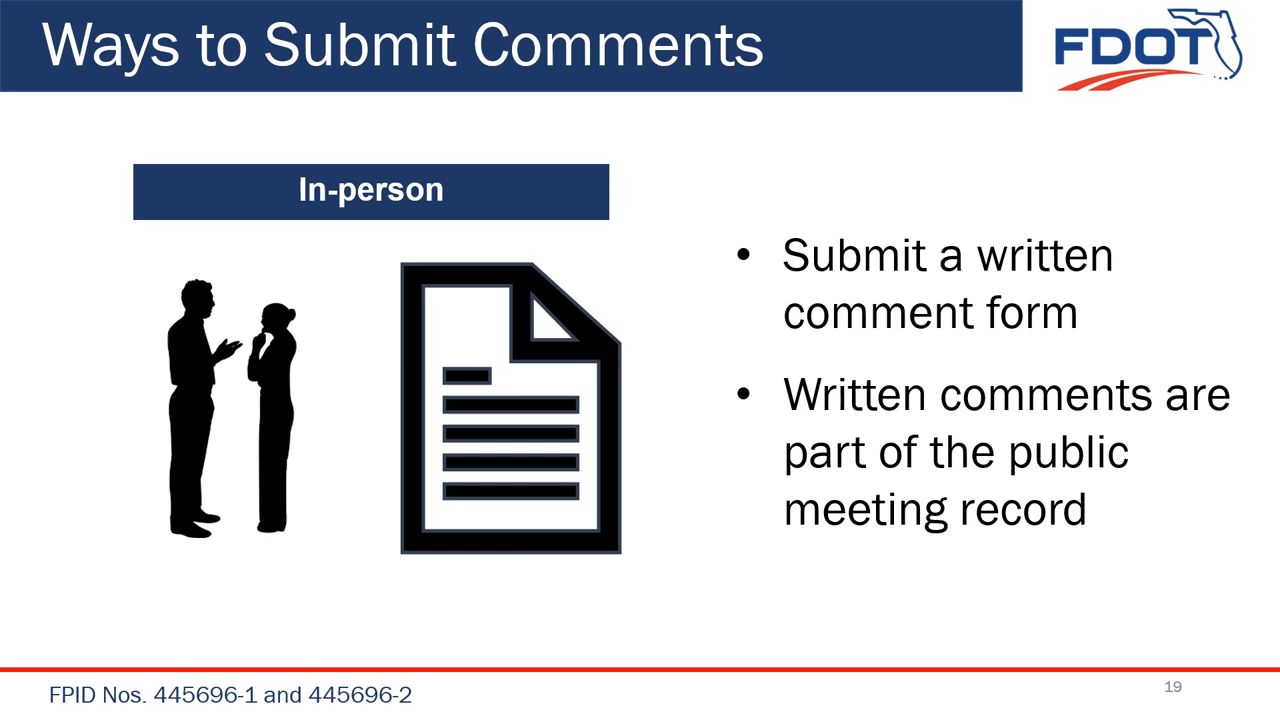 Ways to Submit Comments
FDOT
In-person
• Submit a written
comment form
• Written comments are
part of the public
meeting record
FPID Nos. 445696-1 and 445696-2
19